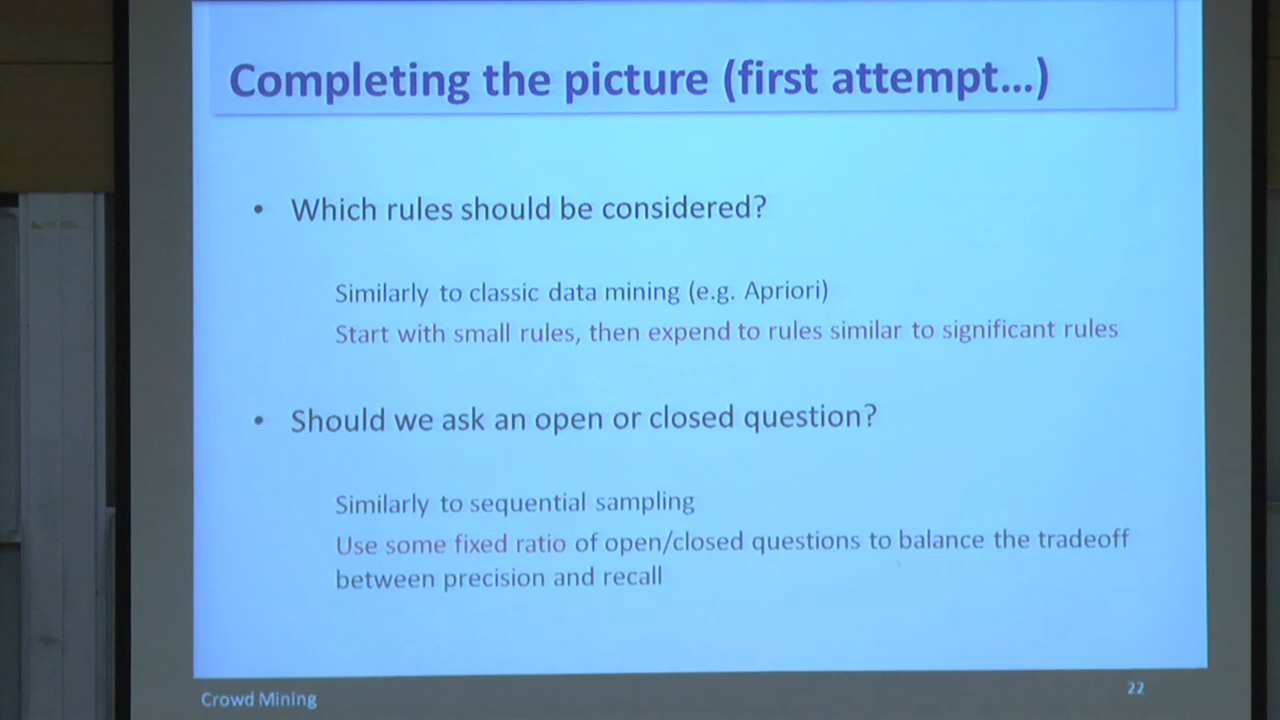 Completing the picture (first attempt...)
• Which rules should be considered?
Similarly to classic data mining (e.g. Apriori)
Start with small rules, then expend to rules similar to significant rules
• Should we ask an open or closed question?
Similarly to sequential sampling
Use some fixed ratio of open/closed questions to balance the tradeoff
between precision and recall
Crowd Mining
22